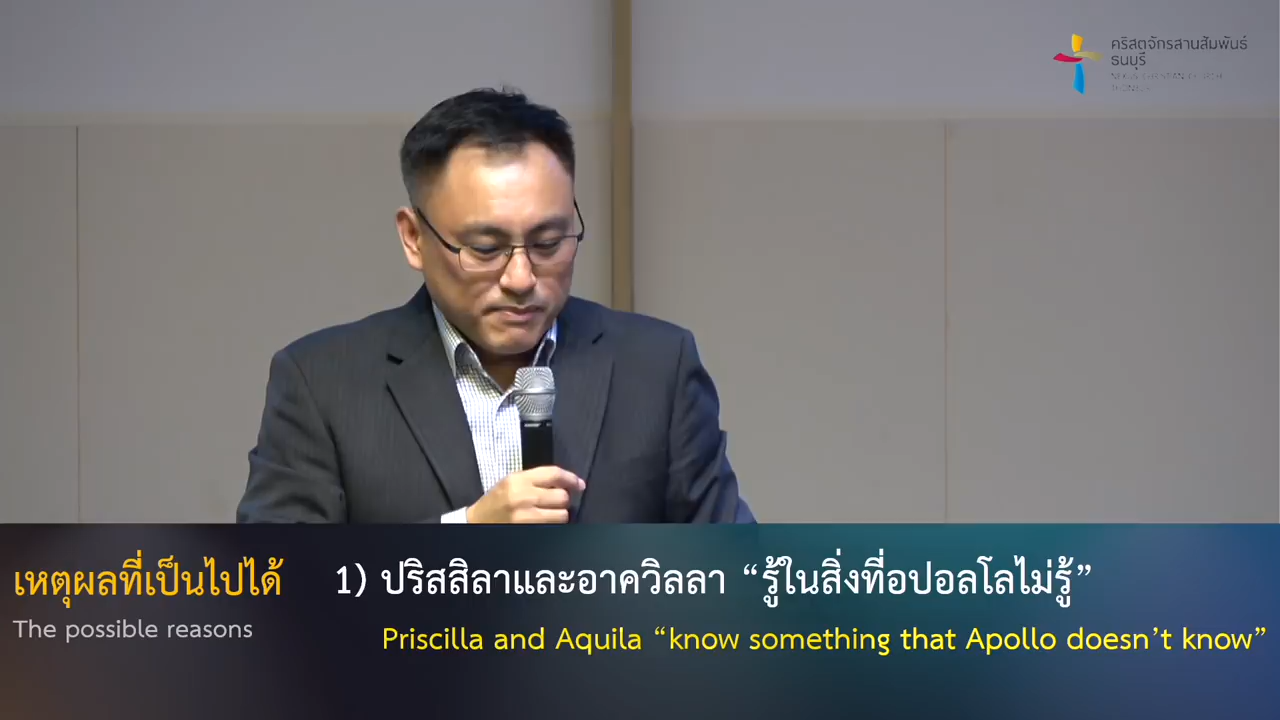 คริสตจักรสานสัมพันธ์
ธนบุรี
เหตุผลที่เป็นไปได้
The possible reasons
1) ปริสสิลาและอาควิลลา “รู้ในสิ่งที่อปอลโลไม่รู้”
Priscilla and Aquila “know something that Apollo doesn’t know”